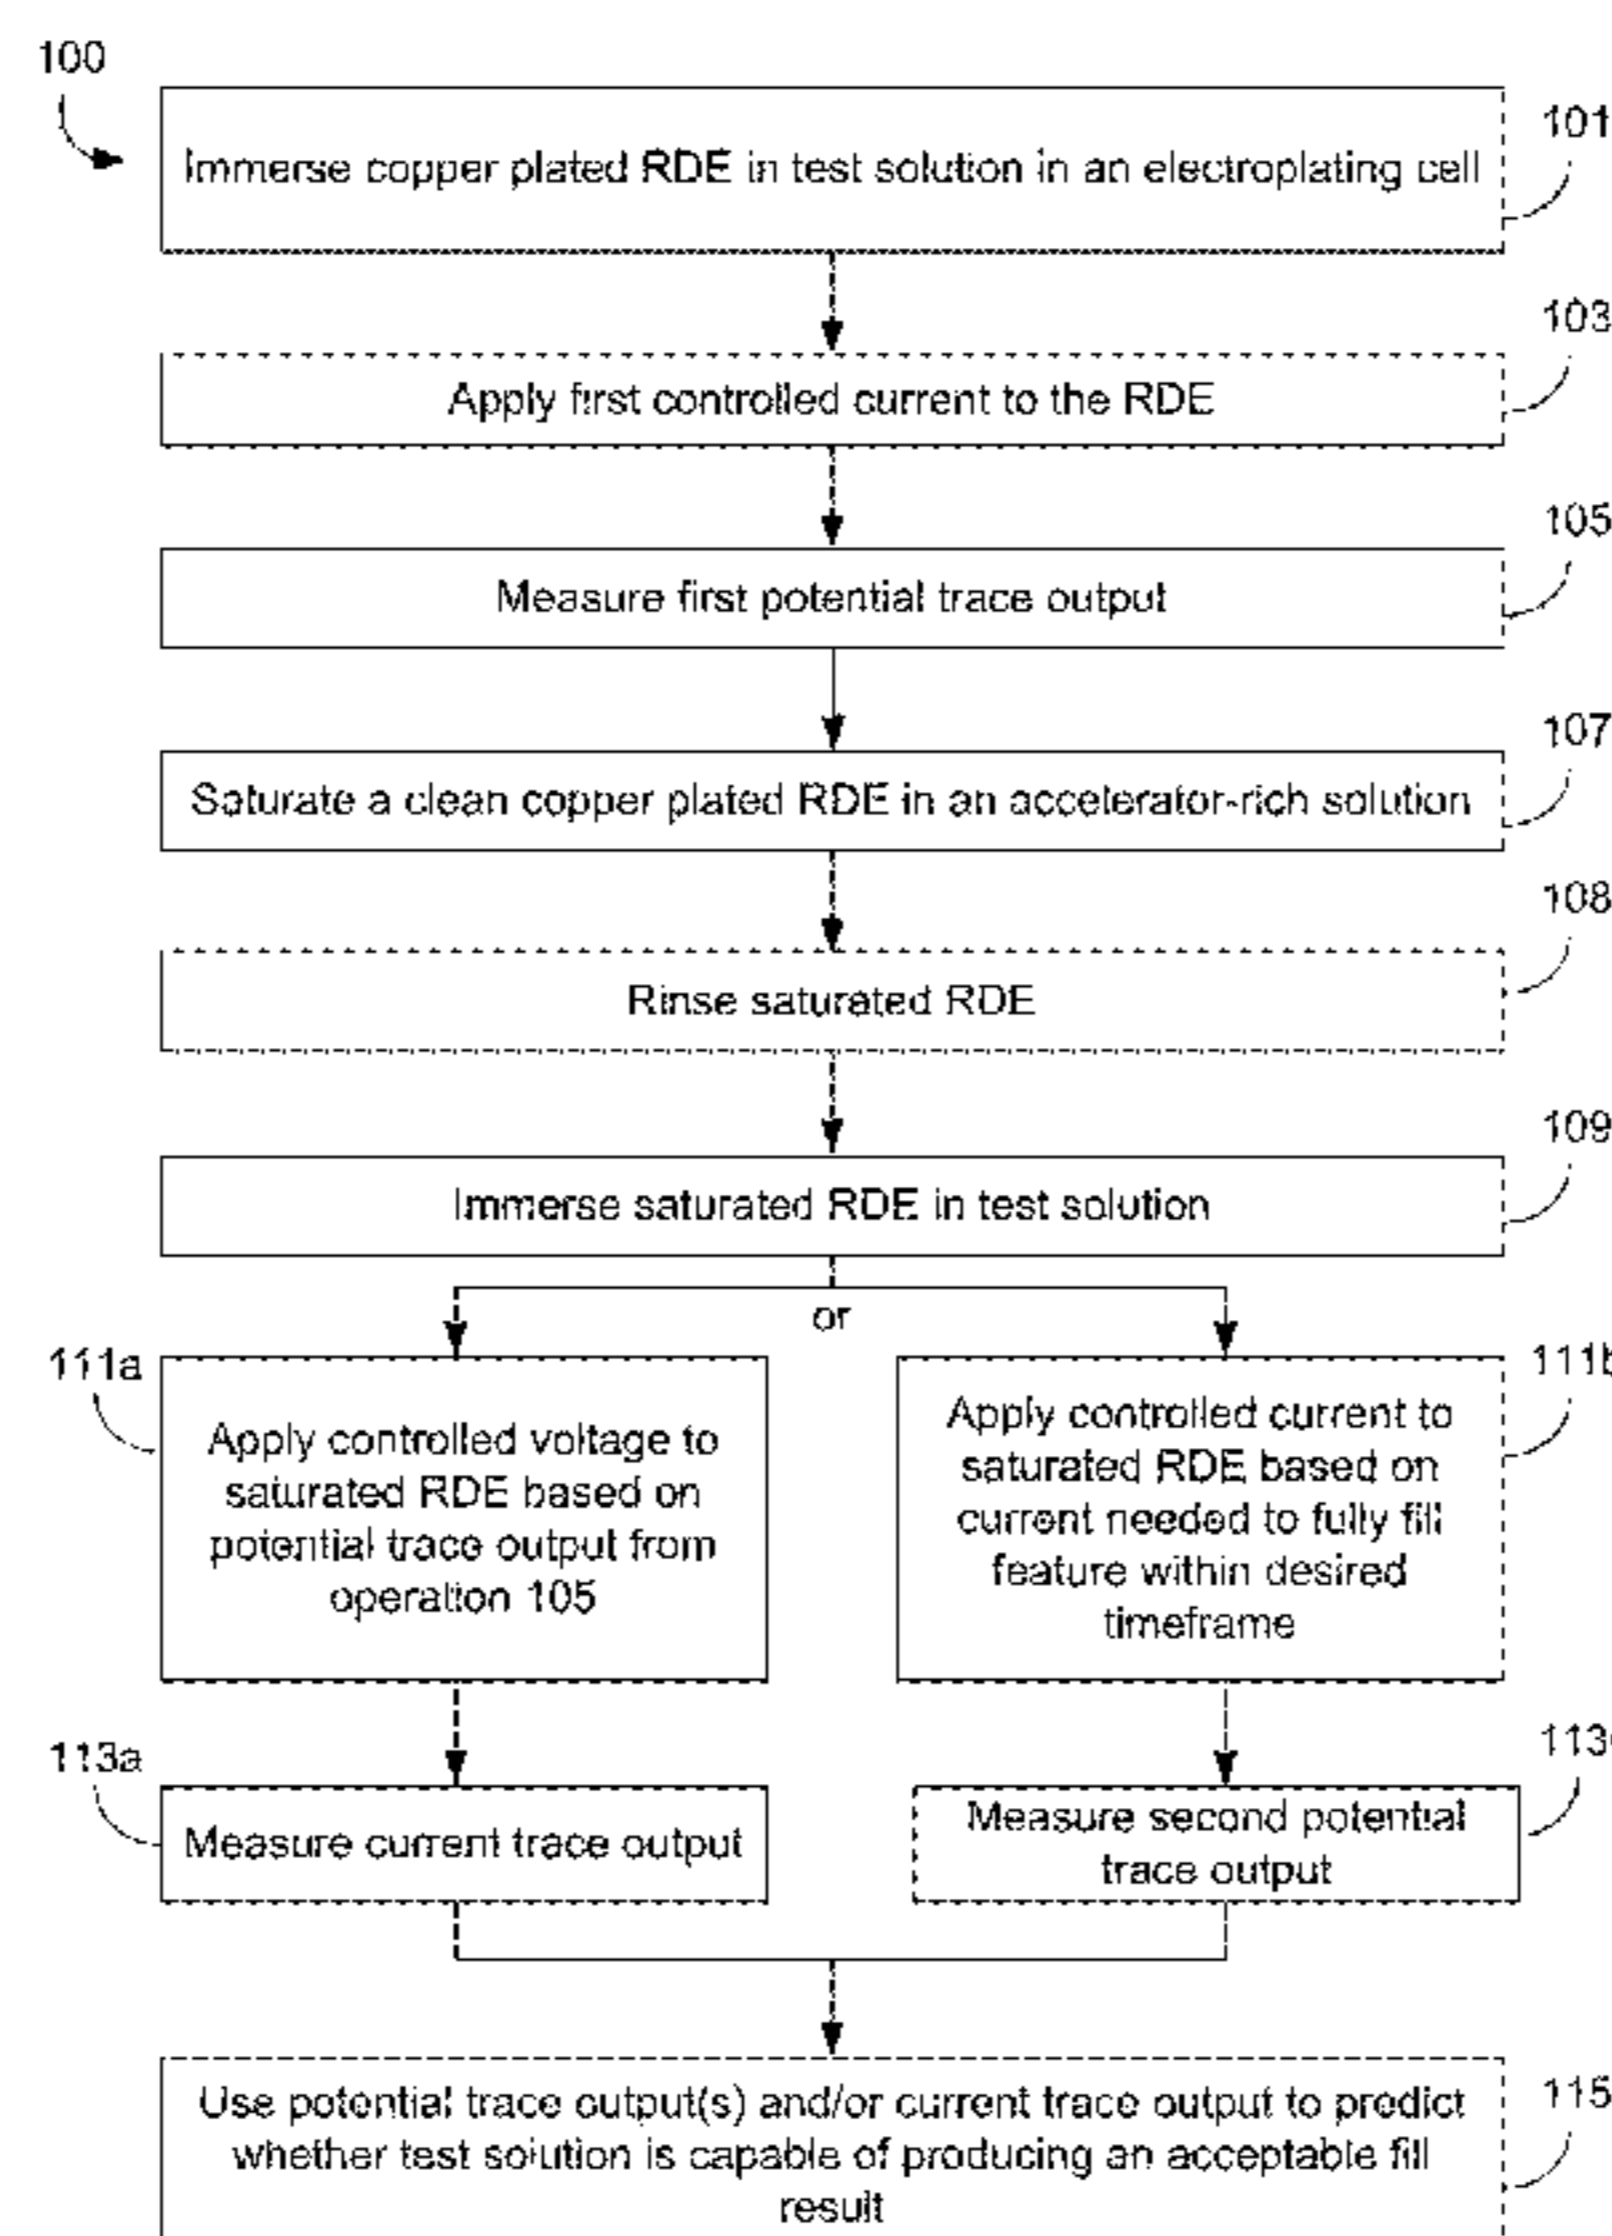 100
101
Immerse copper plated RDE in test solution in an electroplating cell
103
Apply first controlled current to the RDE
105
Measure first potential trace output
107
Saturate a clean copper plated RDE in an accelerator-rich solution
108
Rinse saturated RDE
109
Immerse saturated RDE in test solution
or
111a
Apply controlled voltage to
saturated RDE based on
potential trace output from
operation 105
111b
Apply controlled current to
saturated RDE based on
current needed to fully fill
feature within desired
timeframe
113a
Measure current trace output
113
Measure second potential
trace output
115
Use potential trace output(s) and/or current trace output to predict
whether test solution is capable of producing an acceptable fill
result